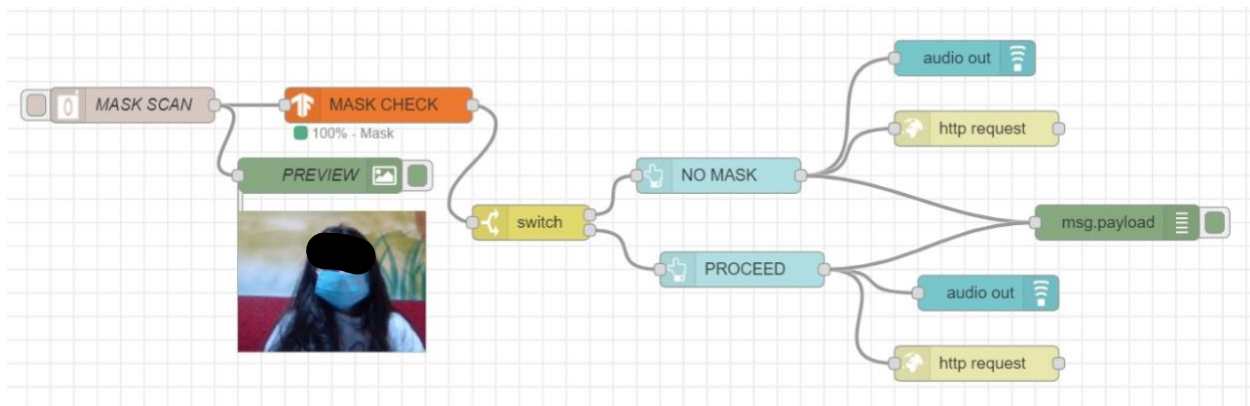 audio out
MASK SCAN
MASK CHECK
http request
100% - Mask
PREVIEW
NO MASK
switch
msg.payload
PROCEED
audio out
http request